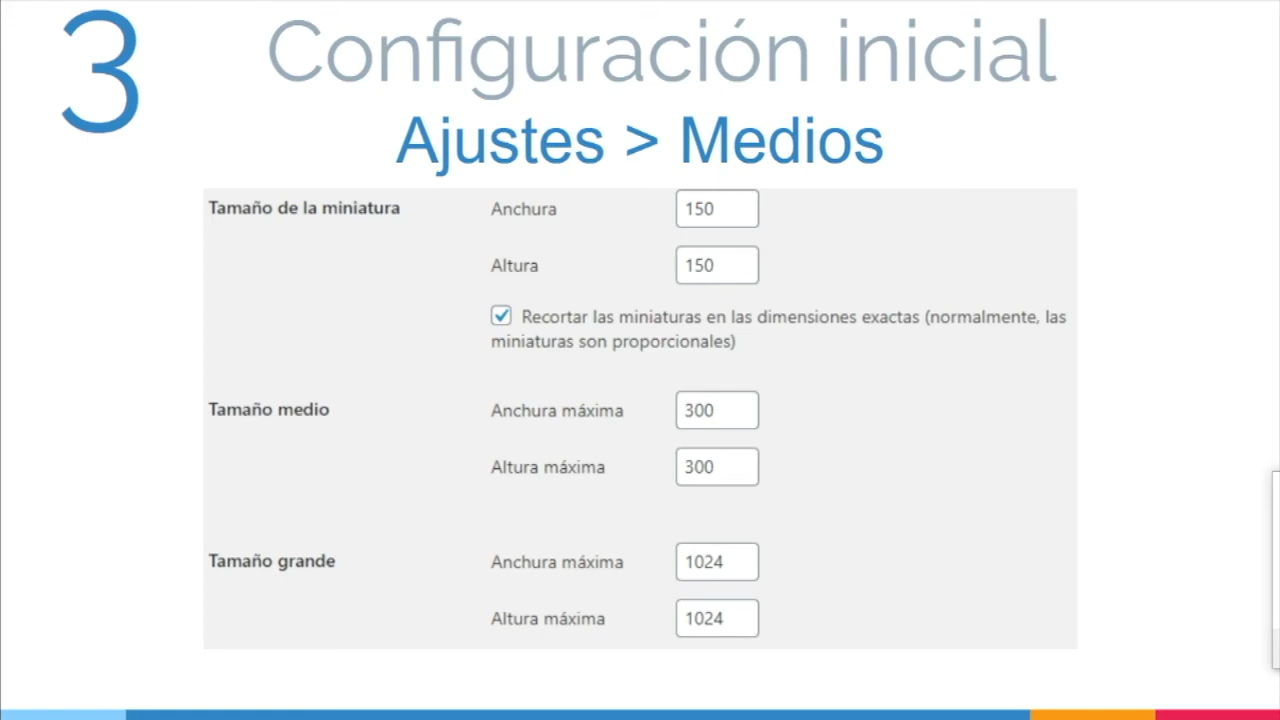 3
Configuración inicial
Ajustes > Medios
Tamaño de la miniatura
Anchura
150
Altura
150
Recortar las miniaturas en las dimensiones exactas (normalmente, las
miniaturas son proporcionales)
Tamaño medio
Anchura máxima
300
Altura máxima
300
Tamaño grande
Anchura máxima
1024
Altura máxima
1024